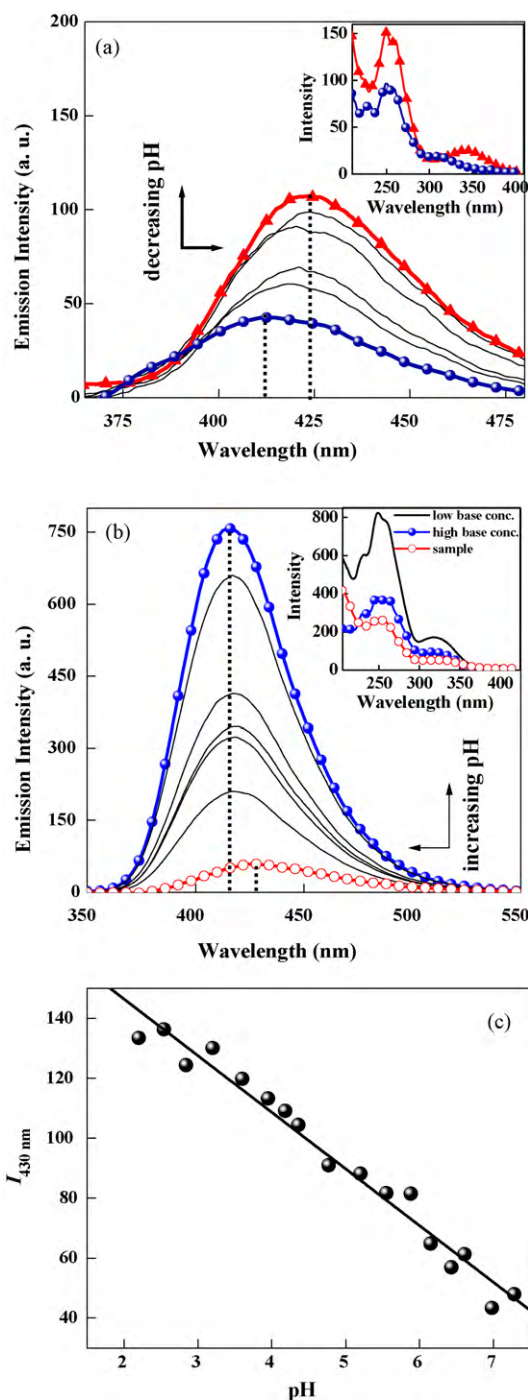 (a)
200
150
100
50
0
375
400
425
450
475
Emission Intensity (a. u.)
Wavelength (nm)
decreasing pH
150
100
50
0
300
400
Intensity
Wavelength (nm)
(b)
750
600
450
300
150
0
350
400
450
500
550
Emission Intensity (a. u.)
Wavelength (nm)
increasing pH
800
600
400
200
0
250
300
350
400
Intensity
Wavelength (nm)
low base conc.
high base conc.
sample
(c)
140
120
100
80
60
40
2
3
4
5
6
7
I430 nm
pH